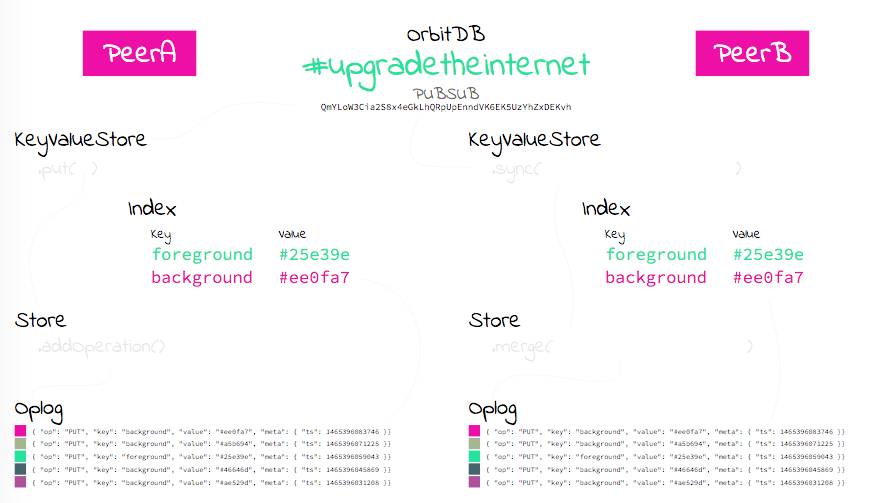 PeerA
OrbitDB
#upgradetheinternet
PUBSUB
QmYLoW3Cia2S8x4eGkLhQRpUpEnndVK6EK5UzYhZxDEKvh
PeerB
KeyValueStore
.put( )
Index
Key Value
foreground #25e39e
background #ee0fa7
Store
.addOperation()
Oplog
{ "op": "PUT", "key": "background", "value": "#ee0fa7", "meta": { "ts": 1465396083746 }}
{ "op": "PUT", "key": "background", "value": "#a5b694", "meta": { "ts": 1465396071225 }}
{ "op": "PUT", "key": "foreground", "value": "#25e39e", "meta": { "ts": 1465396059043 }}
{ "op": "PUT", "key": "background", "value": "#46646d", "meta": { "ts": 1465396045869 }}
{ "op": "PUT", "key": "background", "value": "#ae529d", "meta": { "ts": 1465396031208 }}
KeyValueStore
.sync( )
Index
Key Value
foreground #25e39e
background #ee0fa7
Store
.merge( )
Oplog
{ "op": "PUT", "key": "background", "value": "#ee0fa7", "meta": { "ts": 1465396083746 }}
{ "op": "PUT", "key": "background", "value": "#a5b694", "meta": { "ts": 1465396071225 }}
{ "op": "PUT", "key": "foreground", "value": "#25e39e", "meta": { "ts": 1465396059043 }}
{ "op": "PUT", "key": "background", "value": "#46646d", "meta": { "ts": 1465396045869 }}
{ "op": "PUT", "key": "background", "value": "#ae529d", "meta": { "ts": 1465396031208 }}